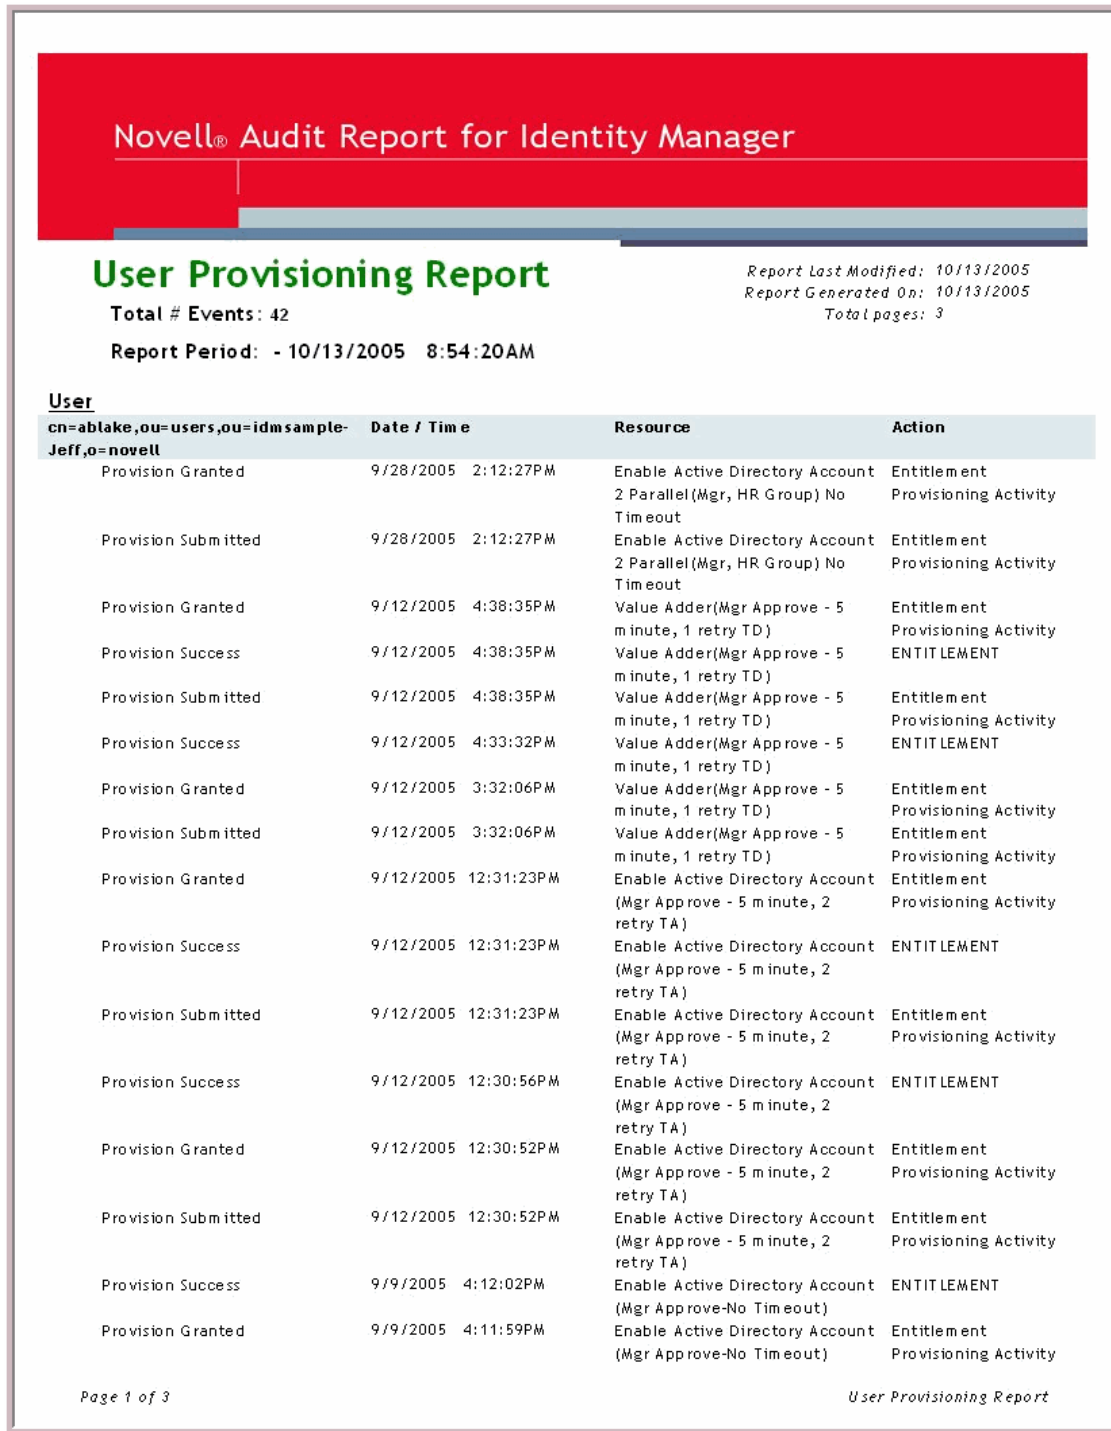 Novell® Audit Report for Identity Manager
User Provisioning Report
Report Last Modified: 10/13/2005
Report Generated On: 10/13/2005
Total pages: 3
Total # Events: 42
Report Period: - 10/13/2005 8:54:20AM
User
cn=ablake,ou=users,ou=idmsample- Date / Time Resource Action
Jeff,o=novell
Provision Granted 9/28/2005 2:12:27PM Enable Active Directory Account Entitlement
2 Parallel(Mgr, HR Group) No Provisioning Activity
Timeout
Provision Submitted 9/28/2005 2:12:27PM Enable Active Directory Account Entitlement
2 Parallel(Mgr, HR Group) No Provisioning Activity
Timeout
Provision Granted 9/12/2005 4:38:35PM Value Adder(Mgr Approve - 5 Entitlement
minute, 1 retry TD) Provisioning Activity
Provision Success 9/12/2005 4:38:35PM Value Adder(Mgr Approve - 5 ENTITLEMENT
minute, 1 retry TD)
Provision Submitted 9/12/2005 4:38:35PM Value Adder(Mgr Approve - 5 Entitlement
minute, 1 retry TD) Provisioning Activity
Provision Success 9/12/2005 4:33:32PM Value Adder(Mgr Approve - 5 ENTITLEMENT
minute, 1 retry TD)
Provision Granted 9/12/2005 3:32:06PM Value Adder(Mgr Approve - 5 Entitlement
minute, 1 retry TD) Provisioning Activity
Provision Submitted 9/12/2005 3:32:06PM Value Adder(Mgr Approve - 5 Entitlement
minute, 1 retry TD) Provisioning Activity
Provision Granted 9/12/2005 12:31:23PM Enable Active Directory Account Entitlement
(Mgr Approve - 5 minute, 2 Provisioning Activity
retry TA)
Provision Success 9/12/2005 12:31:23PM Enable Active Directory Account ENTITLEMENT
(Mgr Approve - 5 minute, 2
retry TA)
Provision Submitted 9/12/2005 12:31:23PM Enable Active Directory Account Entitlement
(Mgr Approve - 5 minute, 2 Provisioning Activity
retry TA)
Provision Success 9/12/2005 12:30:56PM Enable Active Directory Account ENTITLEMENT
(Mgr Approve - 5 minute, 2
retry TA)
Provision Granted 9/12/2005 12:30:52PM Enable Active Directory Account Entitlement
(Mgr Approve - 5 minute, 2 Provisioning Activity
retry TA)
Provision Submitted 9/12/2005 12:30:52PM Enable Active Directory Account Entitlement
(Mgr Approve - 5 minute, 2 Provisioning Activity
retry TA)
Provision Success 9/9/2005 4:12:02PM Enable Active Directory Account ENTITLEMENT
(Mgr Approve-No Timeout)
Provision Granted 9/9/2005 4:11:59PM Enable Active Directory Account Entitlement
(Mgr Approve-No Timeout) Provisioning Activity
Page 1 of 3 User Provisioning Report